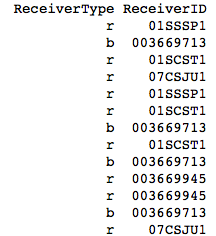 ReceiverType ReceiverID
r 01SSSP1
b 003669713
r 01SCST1
r 07CSJU1
r 01SSSP1
r 01SCST1
b 003669713
r 01SCST1
b 003669713
r 003669945
r 003669945
b 003669713
r 07CSJU1